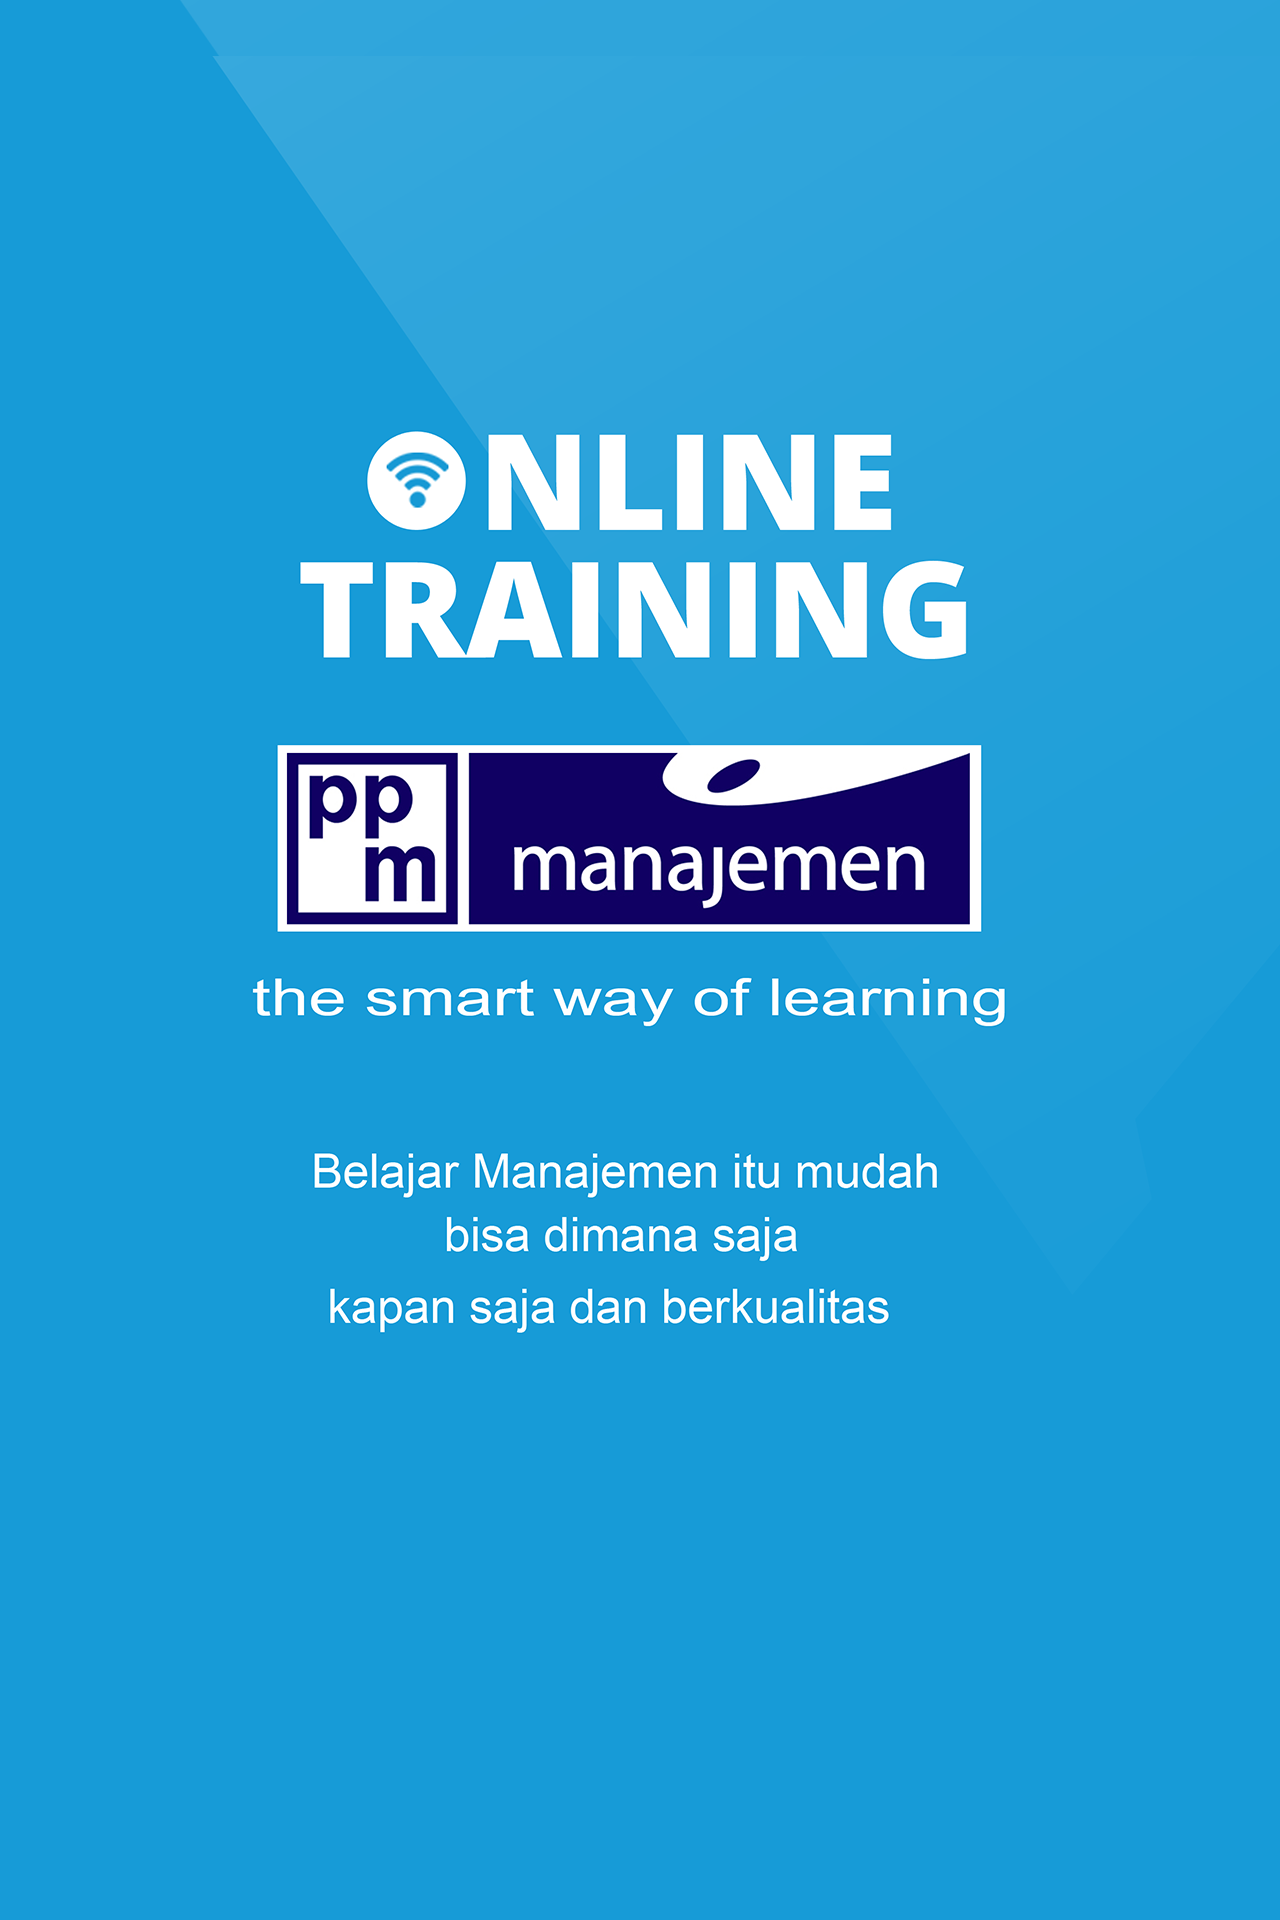 ONLINE
TRAINING
pp
m
manajemen
the smart way of learning
Belajar Manajemen itu mudah
bisa dimana saja
kapan saja dan berkualitas